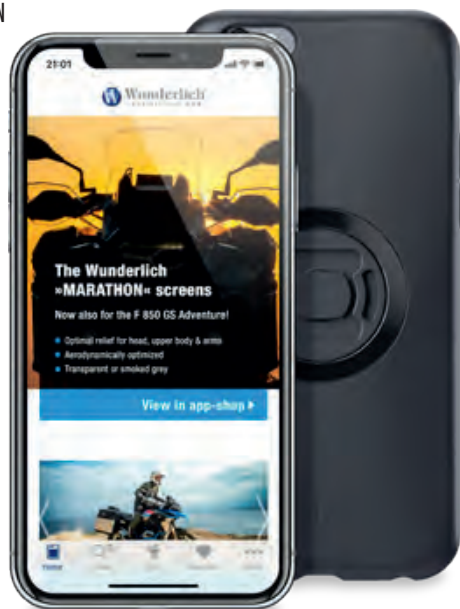 N
21:01
W Wunderlich
The Wunderlich
»MARATHON« screens
Now also for the F 850 GS Adventure!
Optimal relief for head, upper body & arms
Aerodynamically optimized
Transparent or smoked grey
View in app-shop
Home